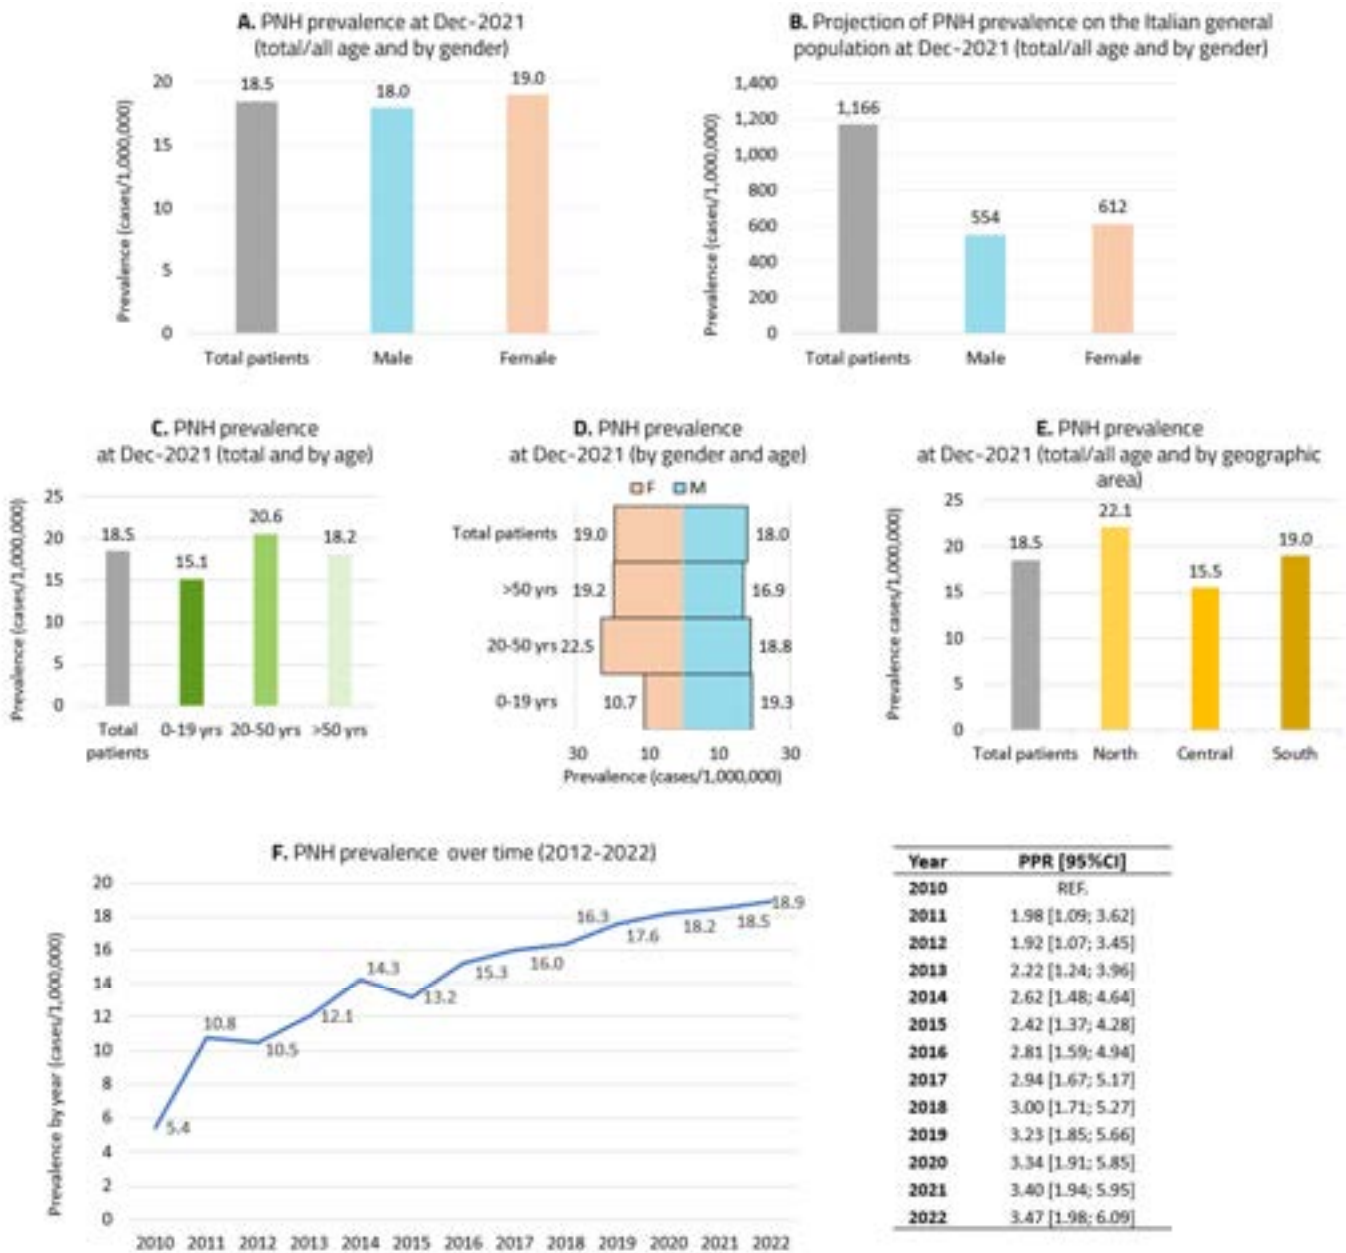 A. PNH prevalence at Dec-2021
(total/all age and by gender)
Prevalence (cases/1,000,000)
20
15
10
5
0
18.5
18.0
19.0
Total patients
Male
Female
B. Projection of PNH prevalence on the Italian general
population at Dec-2021 (total/all age and by gender)
Prevalence (cases/1,000,000)
1,400
1,200
1,000
800
600
400
200
0
1,166
554
612
Total patients
Male
Female
C. PNH prevalence
at Dec-2021 (total and by age)
Prevalence (cases/1,000,000)
25
20
15
10
5
0
18.5
15.1
20.6
18.2
Total
patients
0-19 yrs
20-50 yrs
>50 yrs
D. PNH prevalence
at Dec-2021 (by gender and age)
F M
Total patients 19.0 18.0
>50 yrs 19.2 16.9
20-50 yrs 22.5 18.8
0-19 yrs 10.7 19.3
30 10 10 30
Prevalence (cases/1,000,000)
E. PNH prevalence
at Dec-2021 (total/all age and by geographic
area)
Prevalence cases/1,000,000)
25
20
15
10
5
0
18.5
22.1
15.5
19.0
Total patients
North
Central
South
F. PNH prevalence over time (2012-2022)
Prevalence by year (cases/1,000,000)
20
18
16
14
12
10
8
6
4
2
0
5.4
10.8
10.5
12.1
14.3
13.2
15.3
16.0
16.3
17.6
18.2
18.5
18.9
2010 2011 2012 2013 2014 2015 2016 2017 2018 2019 2020 2021 2022
Year PPR [95%CI]
2010 REF.
2011 1.98 [1.09; 3.62]
2012 1.92 [1.07; 3.45]
2013 2.22 [1.24; 3.96]
2014 2.62 [1.48; 4.64]
2015 2.42 [1.37; 4.28]
2016 2.81 [1.59; 4.94]
2017 2.94 [1.67; 5.17]
2018 3.00 [1.71; 5.27]
2019 3.23 [1.85; 5.66]
2020 3.34 [1.91; 5.85]
2021 3.40 [1.94; 5.95]
2022 3.47 [1.98; 6.09]